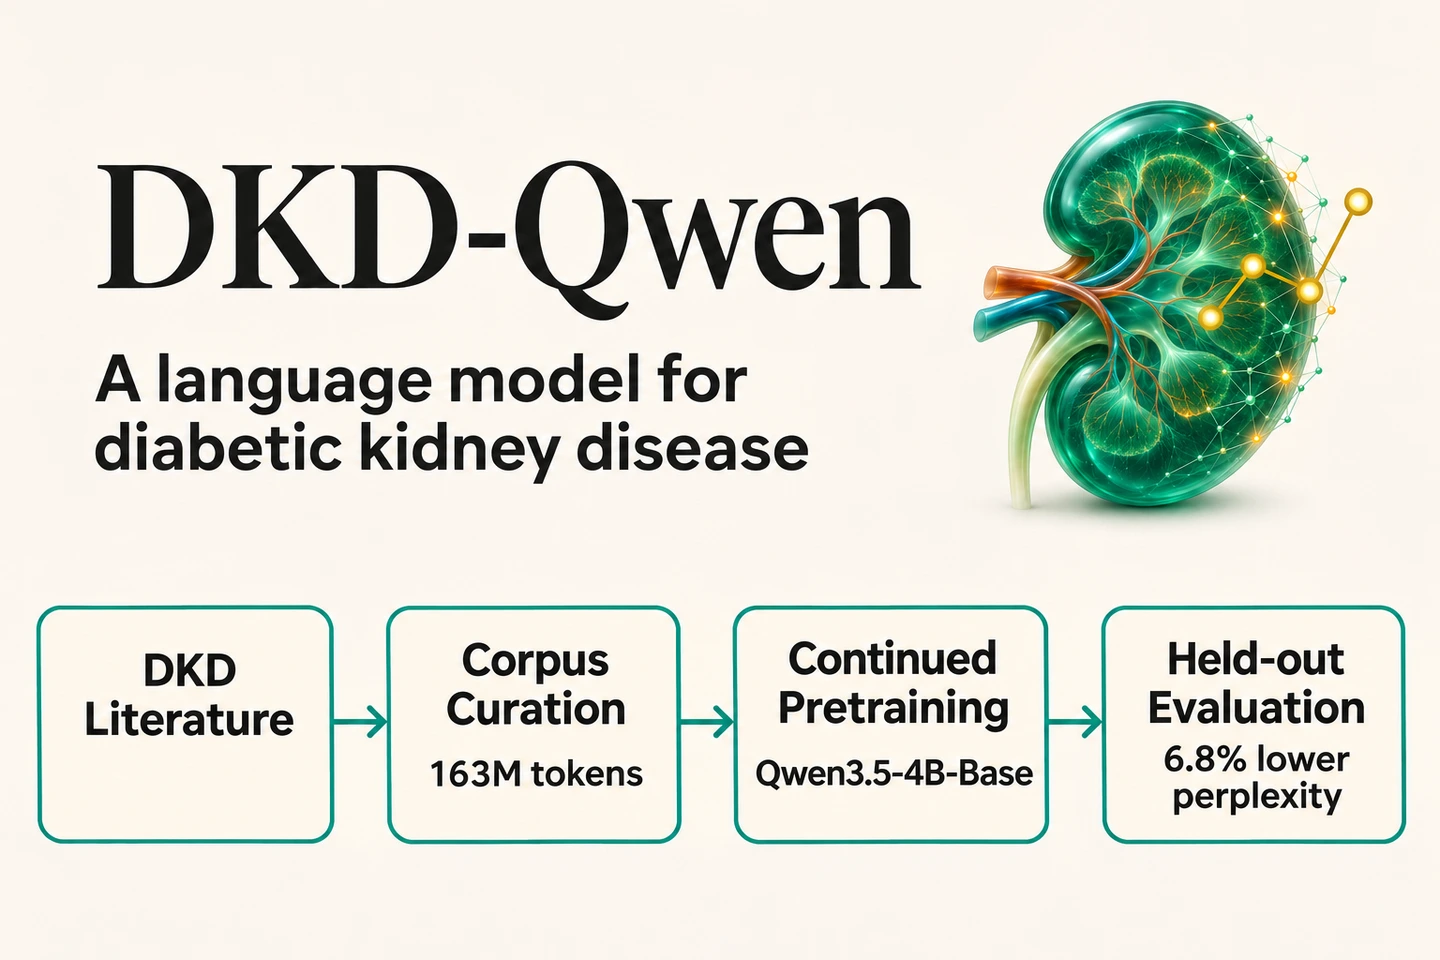 DKD-Qwen
A language model for
diabetic kidney disease
DKD
Literature
Corpus
Curation
163M tokens
Continued
Pretraining
Qwen3.5-4B-Base
Held-out
Evaluation
6.8% lower
perplexity